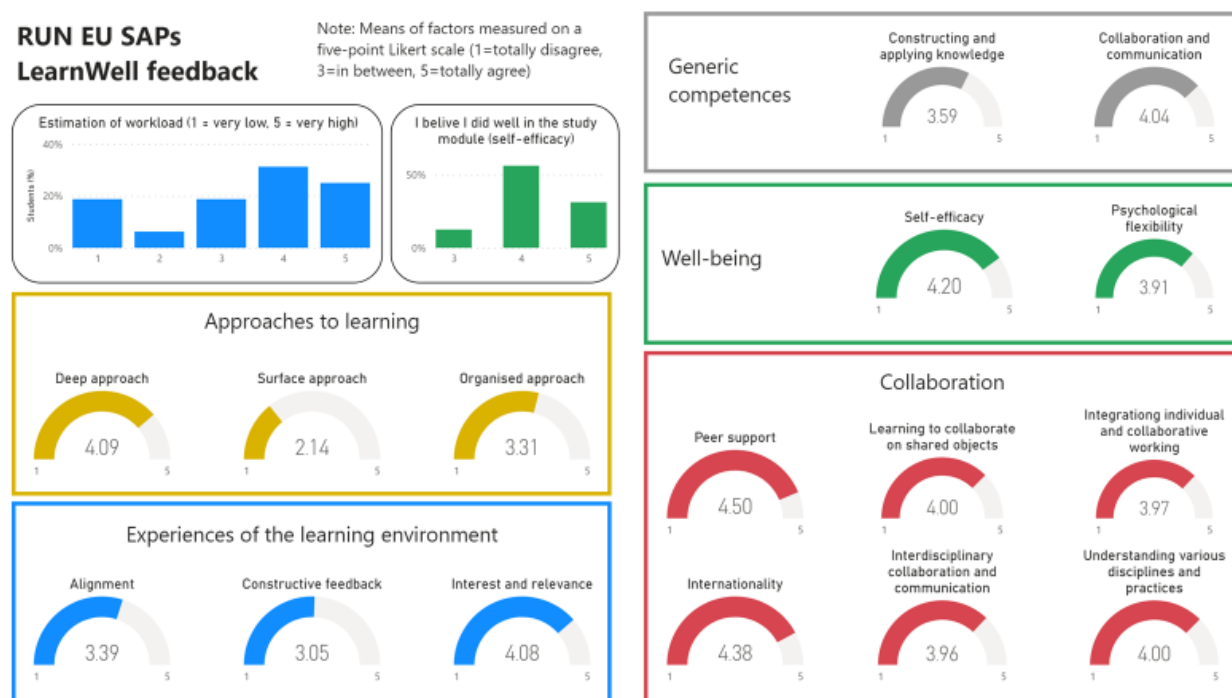 RUN EU SAPs
LearnWell feedback
Note: Means of factors measured on a
five-point Likert scale (1=totally disagree,
3=in between, 5=totally agree)
Estimation of workload (1 = very low, 5 = very high)
40%
20%
0%
Students (%)
1 2 3 4 5
I belive I did well in the study
module (self-efficacy)
50%
0%
3 4 5
Approaches to learning
Deep approach
4.09
1 5
Surface approach
2.14
1 5
Organised approach
3.31
1 5
Experiences of the learning environment
Alignment
3.39
1 5
Constructive feedback
3.05
1 5
Interest and relevance
4.08
1 5
Generic
competences
Constructing and
applying knowledge
3.59
1 5
Collaboration and
communication
4.04
1 5
Well-being
Self-efficacy
4.20
1 5
Psychological
flexibility
3.91
1 5
Collaboration
Peer support
4.50
1 5
Learning to collaborate
on shared objects
4.00
1 5
Integrationg individual
and collaborative
working
3.97
1 5
Internationality
4.38
1 5
Interdisciplinary
collaboration and
communication
3.96
1 5
Understanding various
disciplines and
practices
4.00
1 5